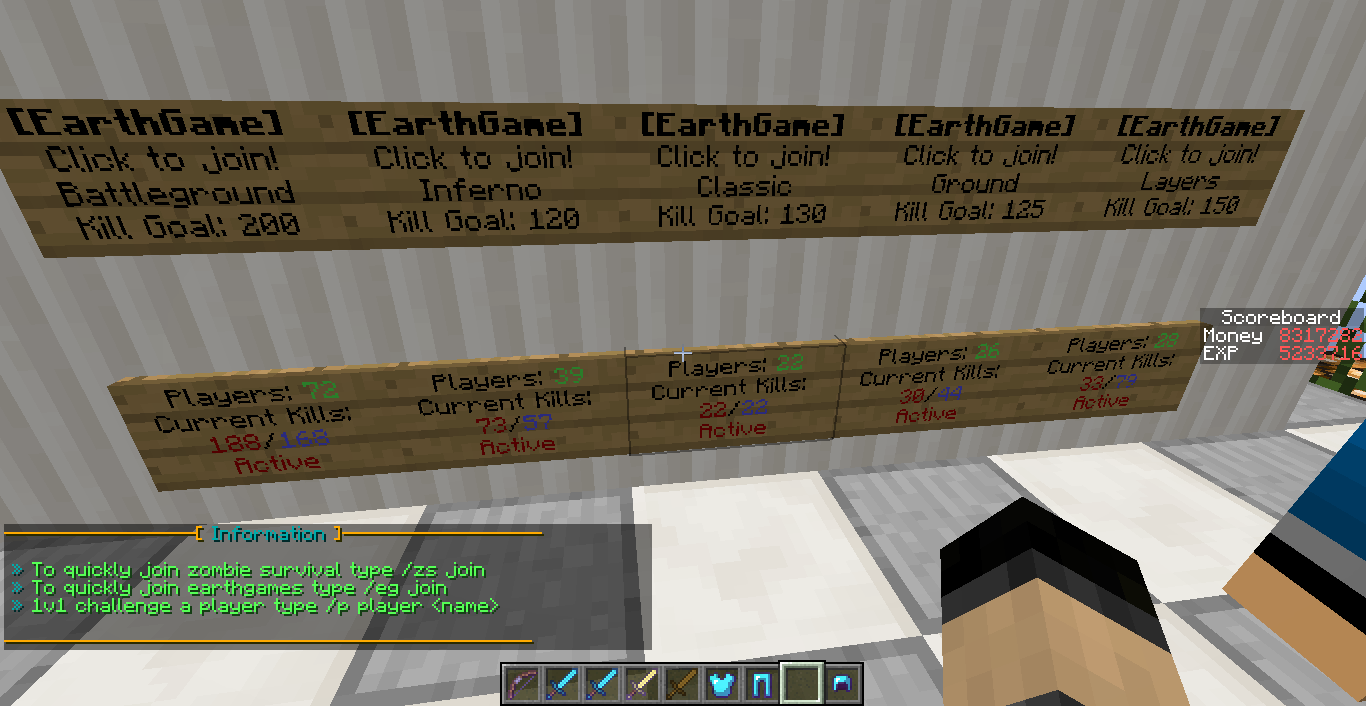 [EarthGame]
Click to join!
Battleground
Kill Goal: 200
[EarthGame]
Click to join!
Inferno
Kill Goal: 120
[EarthGame]
Click to join!
Classic
Kill Goal: 130
[EarthGame]
Click to join!
Ground
Kill Goal: 125
[EarthGame]
Click to join!
Layers
Kill Goal: 150
Players: 72
Current Kills:
188/168
Active
Players: 39
Current Kills:
73/57
Active
Players: 22
Current Kills:
22/22
Active
Players: 26
Current Kills:
30/44
Active
Players: 28
Current Kills:
33/79
Active
Scoreboard
Money 8317282
EXP
[ Information ]
» To quickly join zombie survival type /zs join
» To quickly join earthgames type /eg join
» 1v1 challenge a player type /p player <name>